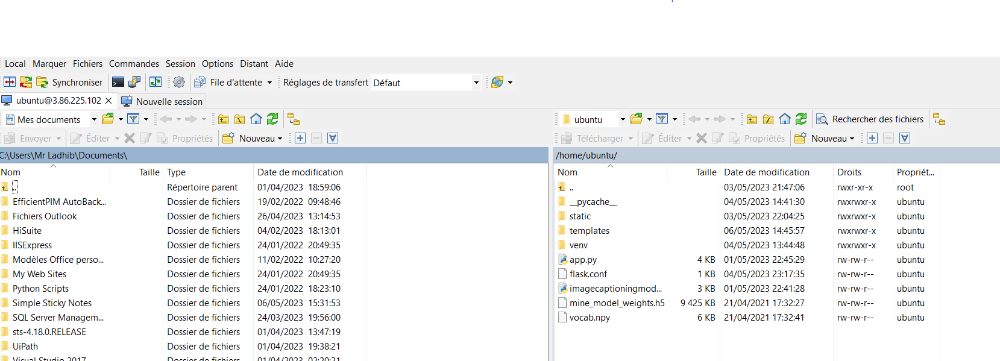 Local Marquer Fichiers Commandes Session Options Distant Aide
Synchroniser File d'attente Réglages de transfert Défaut
ubuntu@3.86.225.102 Nouvelle session
Mes documents
Envoyer Éditer Propriétés Nouveau
C:\Users\Mr Ladhib\Documents\
Nom Taille Type Date de modification
.. Répertoire parent 01/04/2023 18:59:06
EfficientPIM AutoBack... Dossier de fichiers 19/02/2022 09:48:46
Fichiers Outlook Dossier de fichiers 26/04/2023 13:14:53
HiSuite Dossier de fichiers 04/02/2023 18:13:01
IISExpress Dossier de fichiers 24/01/2022 20:49:35
Modèles Office perso... Dossier de fichiers 11/02/2022 10:27:20
My Web Sites Dossier de fichiers 24/01/2022 20:49:35
Python Scripts Dossier de fichiers 24/01/2022 18:23:10
Simple Sticky Notes Dossier de fichiers 06/05/2023 15:31:53
SQL Server Managem... Dossier de fichiers 24/03/2023 19:56:00
sts-4.18.0.RELEASE Dossier de fichiers 01/04/2023 13:47:19
UiPath Dossier de fichiers 01/04/2023 19:38:21
Visual Studio 2017 Dossier de fichiers 01/04/2023 02:20:21
ubuntu Rechercher des fichiers
Télécharger Éditer Propriétés Nouveau
/home/ubuntu/
Nom Taille Date de modification Droits Propriét...
.. 03/05/2023 21:47:06 rwxr-xr-x root
__pycache__ 04/05/2023 14:41:30 rwxrwxr-x ubuntu
static 03/05/2023 22:04:25 rwxrwxr-x ubuntu
templates 06/05/2023 14:45:57 rwxrwxr-x ubuntu
venv 04/05/2023 13:44:48 rwxrwxr-x ubuntu
app.py 4 KB 01/05/2023 22:45:29 rw-rw-r-- ubuntu
flask.conf 1 KB 04/05/2023 23:17:35 rw-rw-r-- ubuntu
imagecaptioningmod... 3 KB 01/05/2023 22:41:28 rw-rw-r-- ubuntu
mine_model_weights.h5 9 425 KB 21/04/2021 17:32:27 rw-rw-r-- ubuntu
vocab.npy 6 KB 21/04/2021 17:32:41 rw-rw-r-- ubuntu